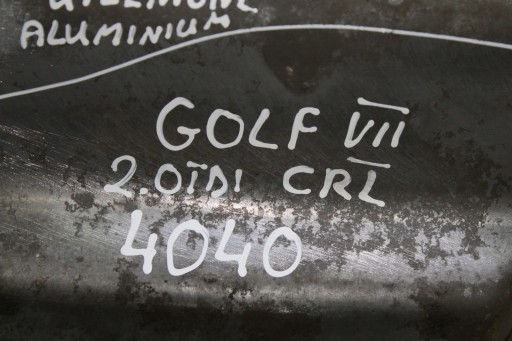 ALUMINIUM
GOLF VII
2.0TDI CRL
4040